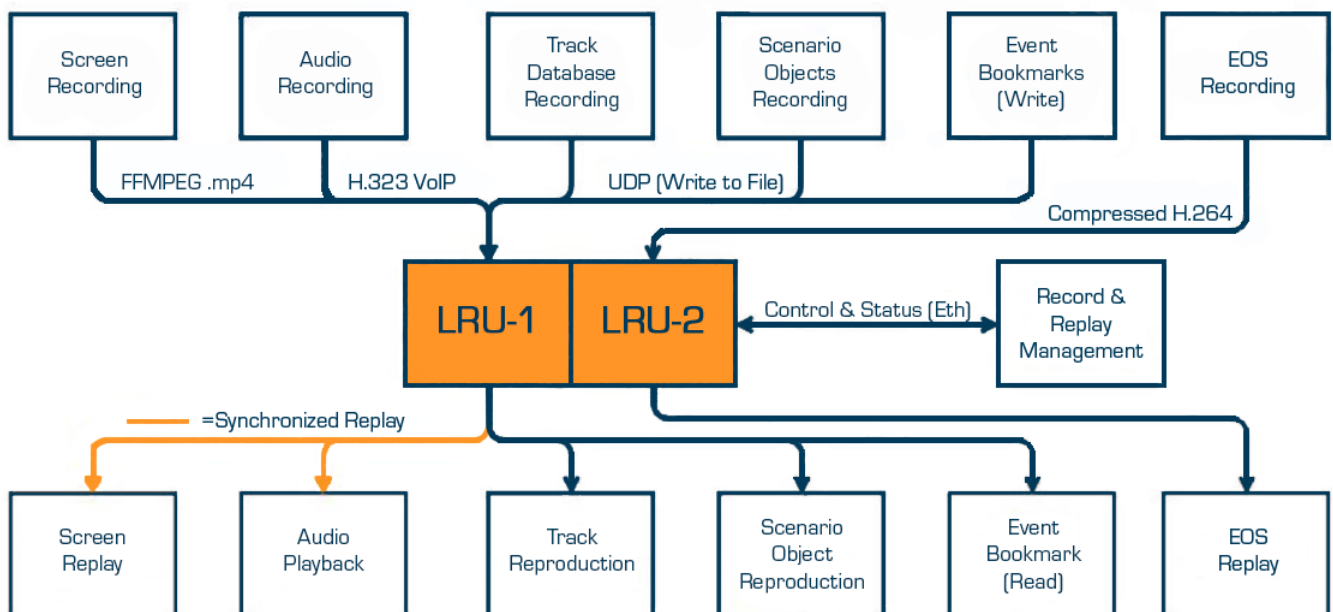 Screen
Recording
Audio
Recording
Track
Database
Recording
Scenario
Objects
Recording
Event
Bookmarks
(Write)
EOS
Recording
FFMPEG .mp4
H.323 VoIP
UDP (Write to File)
Compressed H.264
LRU-1
LRU-2
Control & Status (Eth)
Record &
Replay
Management
=Synchronized Replay
Screen
Replay
Audio
Playback
Track
Reproduction
Scenario
Object
Reproduction
Event
Bookmark
(Read)
EOS
Replay